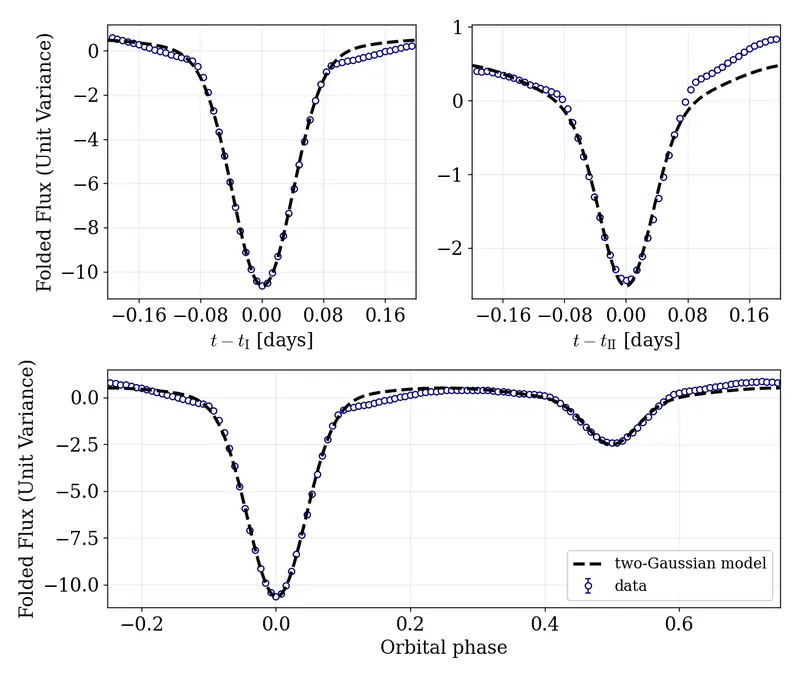 Folded Flux (Unit Variance)
0
−2
−4
−6
−8
−10
−0.16 −0.08 0.00 0.08 0.16
t − tI [days]
1
0
−1
−2
−0.16 −0.08 0.00 0.08 0.16
t − tII [days]
Folded Flux (Unit Variance)
0.0
−2.5
−5.0
−7.5
−10.0
two-Gaussian model
data
−0.2 0.0 0.2 0.4 0.6
Orbital phase